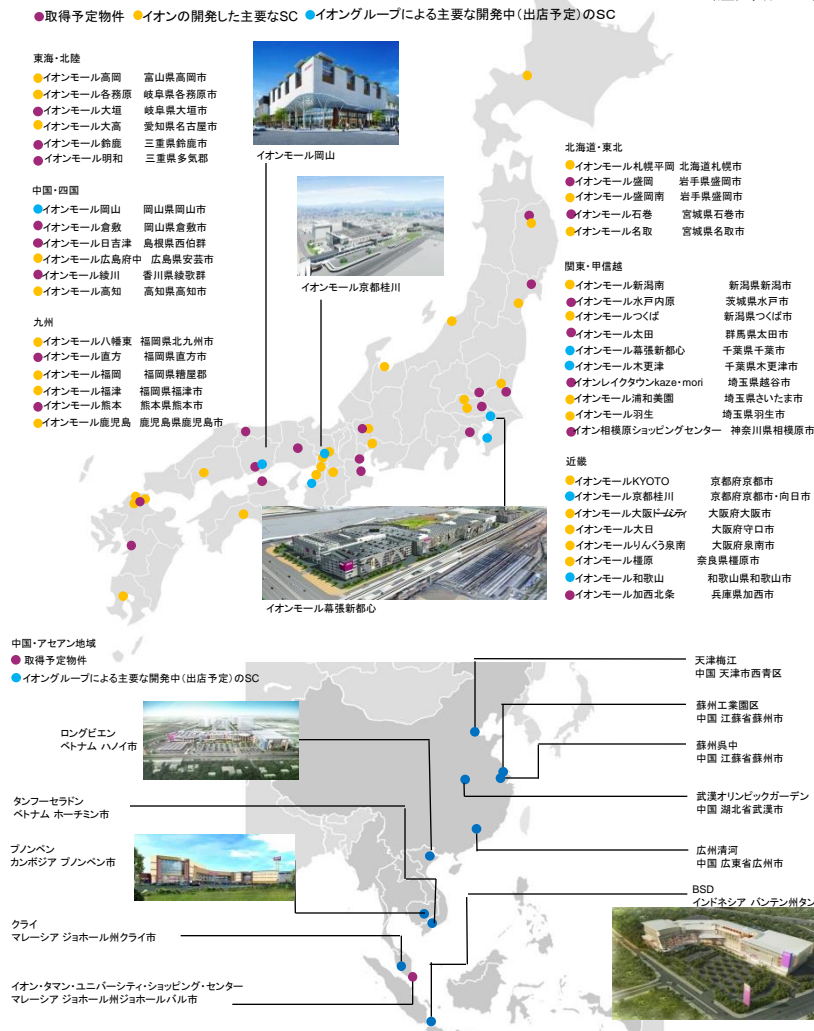 ●取得予定物件 ●イオンの開発した主要なSC ●イオングループによる主要な開発中(出店予定)のSC
東海・北陸
●イオンモール高岡 富山県高岡市
●イオンモール各務原 岐阜県各務原市
●イオンモール大垣 岐阜県大垣市
●イオンモール大高 愛知県名古屋市
●イオンモール鈴鹿 三重県鈴鹿市
●イオンモール明和 三重県多気郡
中国・四国
●イオンモール岡山 岡山県岡山市
●イオンモール倉敷 岡山県倉敷市
●イオンモール日吉津 島根県西伯群
●イオンモール広島府中 広島県安芸市
●イオンモール綾川 香川県綾歌群
●イオンモール高知 高知県高知市
九州
●イオンモール八幡東 福岡県北九州市
●イオンモール直方 福岡県直方市
●イオンモール福岡 福岡県糟屋郡
●イオンモール福津 福岡県福津市
●イオンモール熊本 熊本県熊本市
●イオンモール鹿児島 鹿児島県鹿児島市
イオンモール岡山
イオンモール京都桂川
イオンモール幕張新都心
北海道・東北
●イオンモール札幌平岡 北海道札幌市
●イオンモール盛岡 岩手県盛岡市
●イオンモール盛岡南 岩手県盛岡市
●イオンモール石巻 宮城県石巻市
●イオンモール名取 宮城県名取市
関東・甲信越
●イオンモール新潟南 新潟県新潟市
●イオンモール水戸内原 茨城県水戸市
●イオンモールつくば 新潟県つくば市
●イオンモール太田 群馬県太田市
●イオンモール幕張新都心 千葉県千葉市
●イオンモール木更津 千葉県木更津市
●イオンレイクタウンkaze・mori 埼玉県越谷市
●イオンモール浦和美園 埼玉県さいたま市
●イオンモール羽生 埼玉県羽生市
●イオン相模原ショッピングセンター 神奈川県相模原市
近畿
●イオンモールKYOTO 京都府京都市
●イオンモール京都桂川 京都府京都市・向日市
●イオンモール大阪ドームシティ 大阪府大阪市
●イオンモール大日 大阪府守口市
●イオンモールりんくう泉南 大阪府泉南市
●イオンモール橿原 奈良県橿原市
●イオンモール和歌山 和歌山県和歌山市
●イオンモール加西北条 兵庫県加西市
中国・アセアン地域
●取得予定物件
●イオングループによる主要な開発中(出店予定)のSC
ロングビエン
ベトナム ハノイ市
タンフーセラドン
ベトナム ホーチミン市
プノンペン
カンボジア プノンペン市
クライ
マレーシア ジョホール州クライ市
イオン・タマン・ユニバーシティ・ショッピング・センター
マレーシア ジョホール州ジョホールバル市
天津梅江
中国 天津市西青区
蘇州工業園区
中国 江蘇省蘇州市
蘇州呉中
中国 江蘇省蘇州市
武漢オリンピックガーデン
中国 湖北省武漢市
広州清河
中国 広東省広州市
BSD
インドネシア バンテン州タン